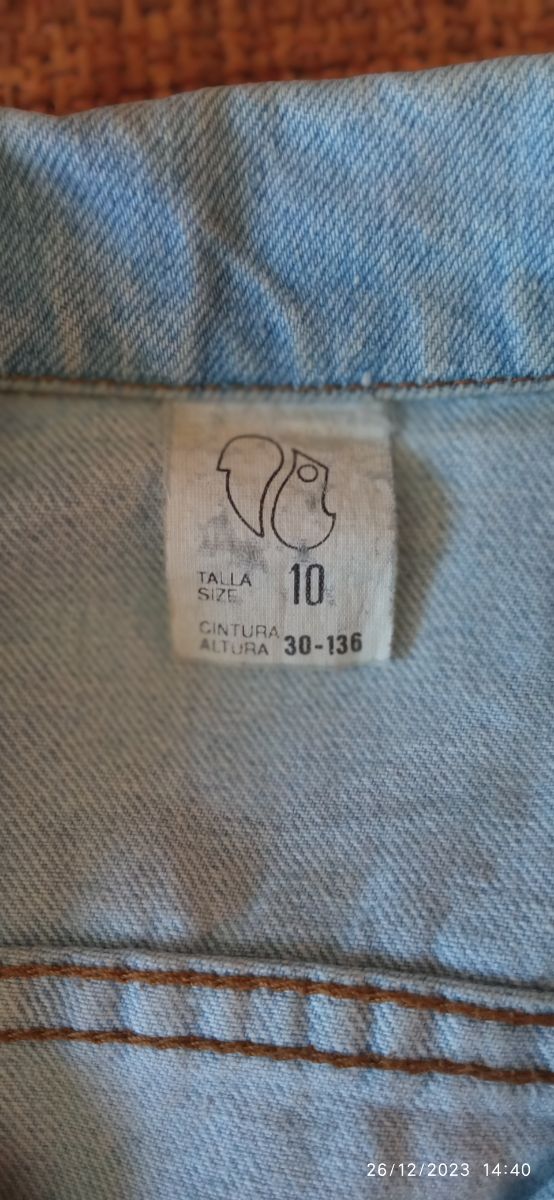 TALLA 10
SIZE
CINTURA 30-136
ALTURA
26/12/2023 14:40